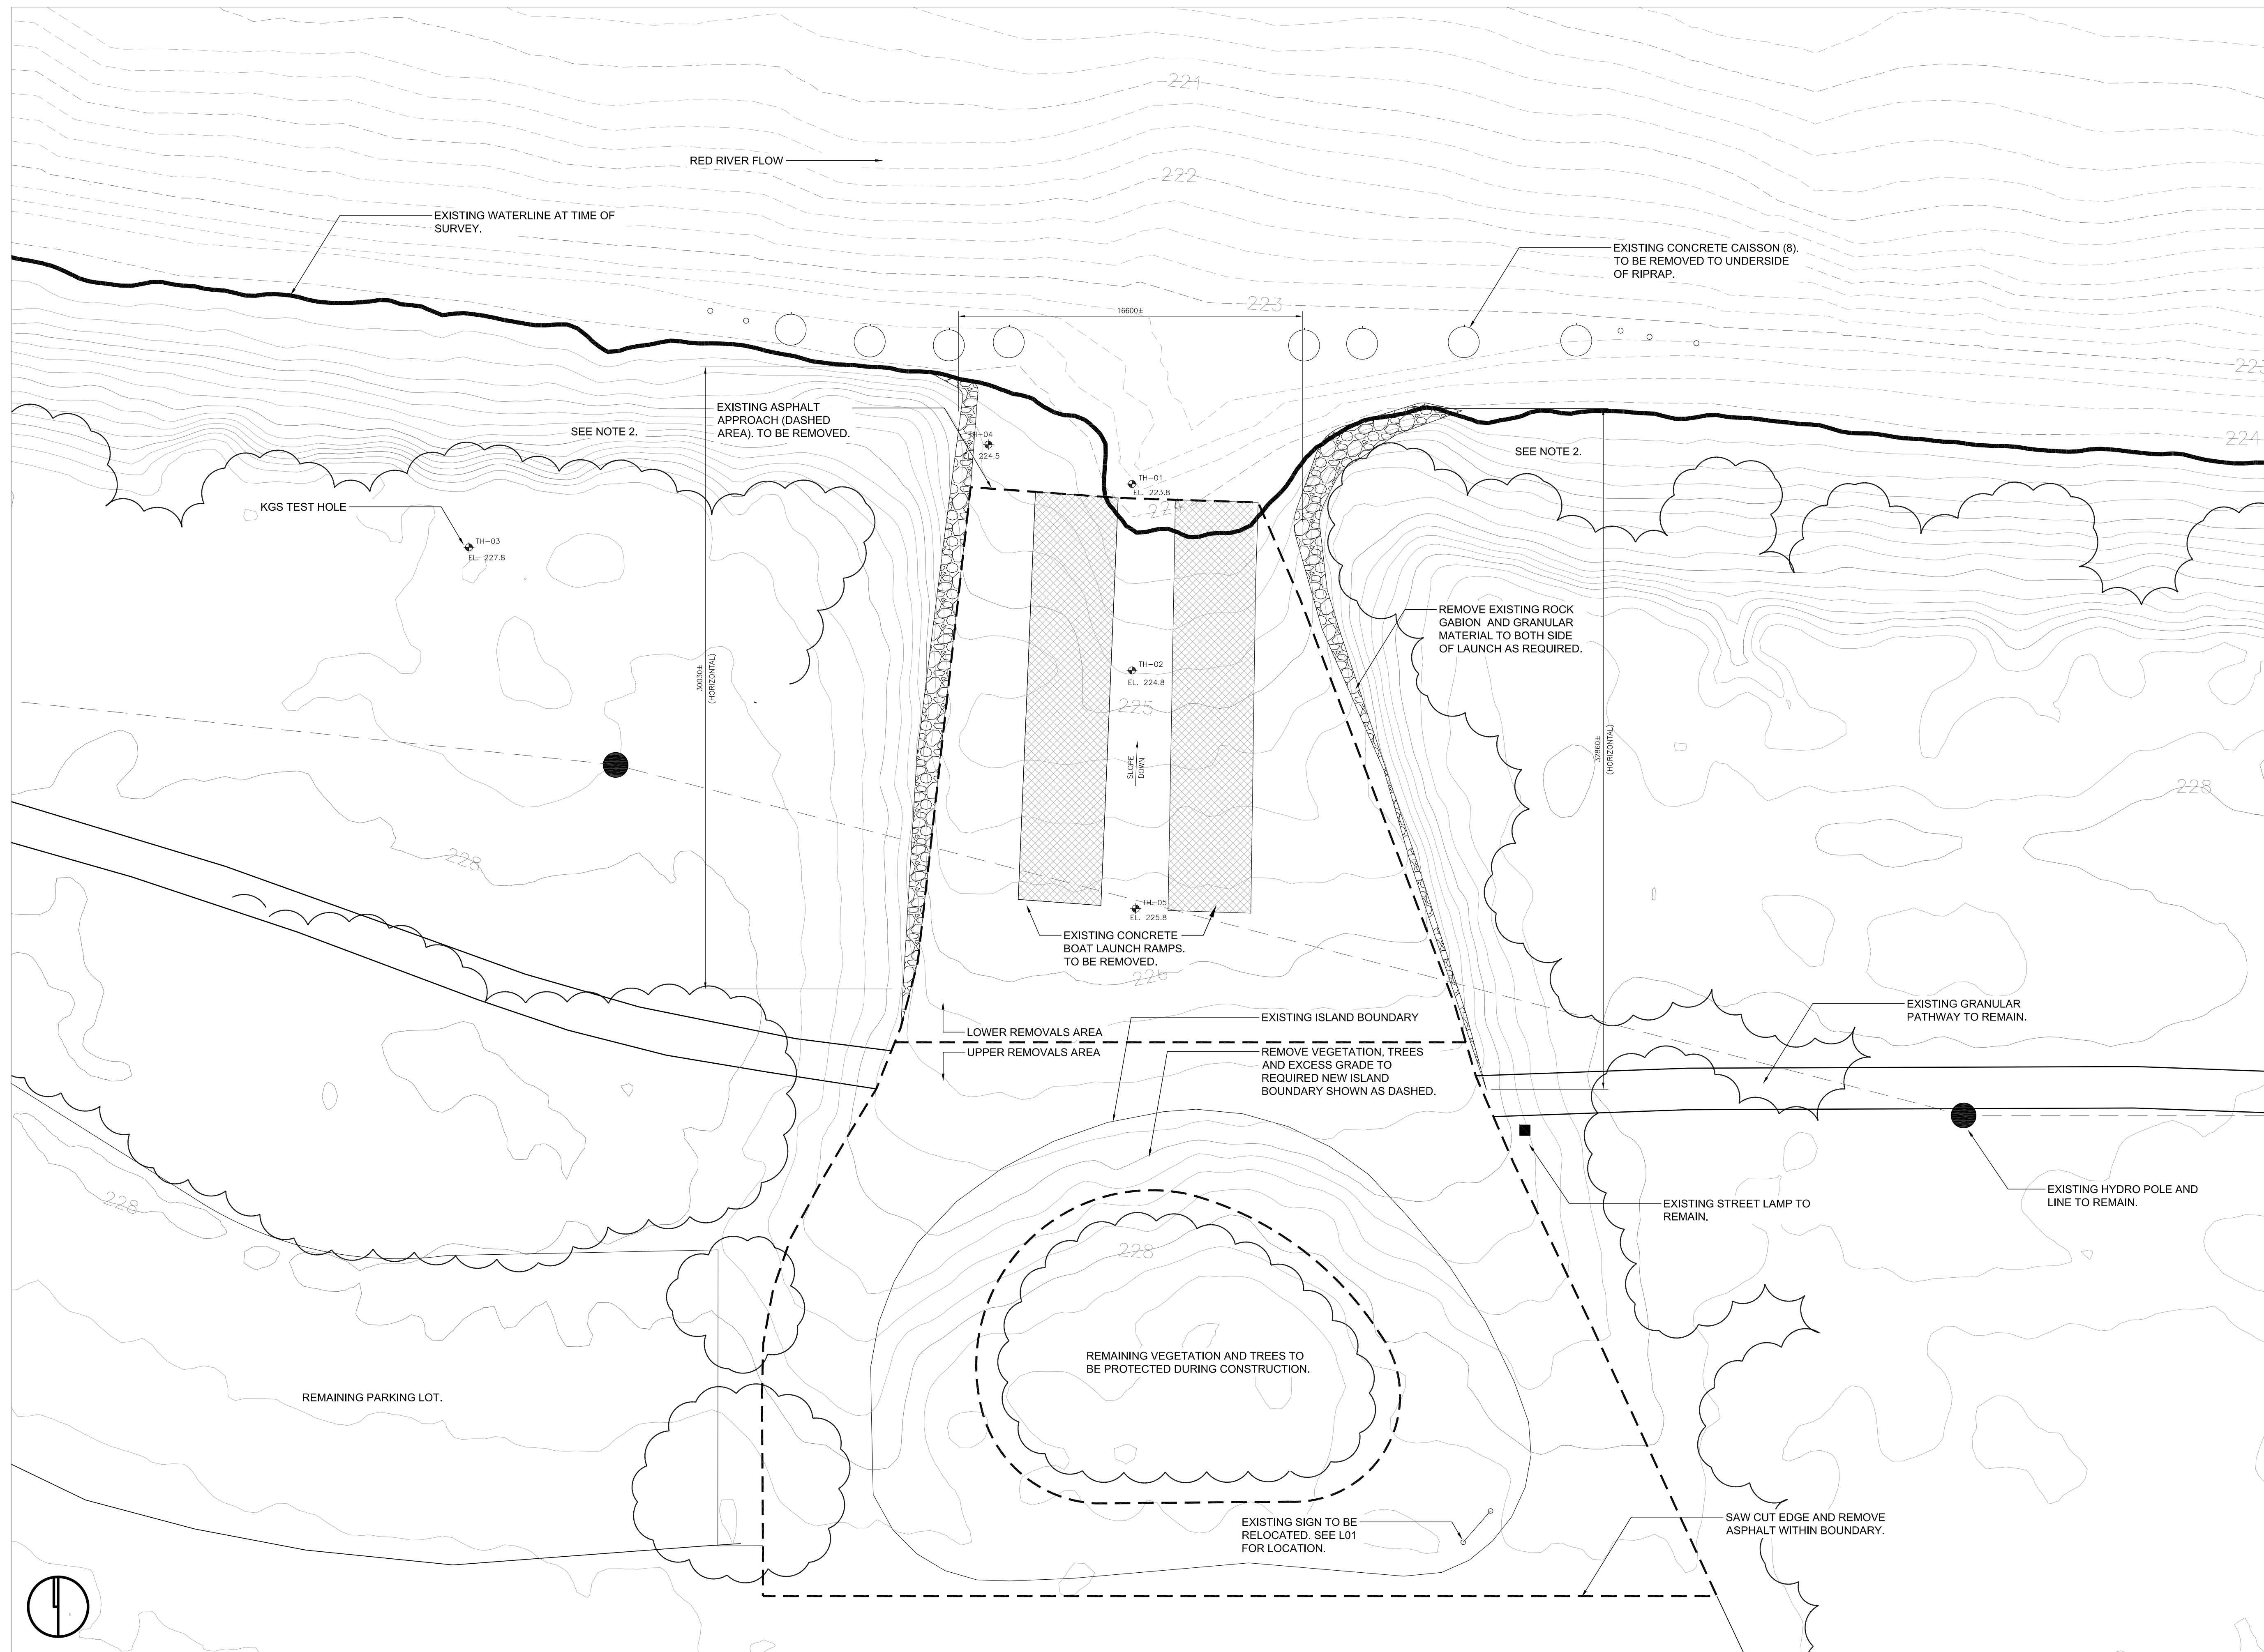 221
RED RIVER FLOW
222
EXISTING WATERLINE AT TIME OF
SURVEY.
EXISTING CONCRETE CAISSON (8).
TO BE REMOVED TO UNDERSIDE
OF RIPRAP.
223
16600±
223
EXISTING ASPHALT
APPROACH (DASHED
AREA). TO BE REMOVED.
SEE NOTE 2.
TH-04
EL. 224.5
224
SEE NOTE 2.
TH-01
EL. 223.8
224
KGS TEST HOLE
TH-03
EL. 227.8
REMOVE EXISTING ROCK
GABION AND GRANULAR
MATERIAL TO BOTH SIDE
OF LAUNCH AS REQUIRED.
30030±
(HORIZONTAL)
TH-02
EL. 224.8
225
SLOPE
DOWN
32860±
(HORIZONTAL)
228
228
TH-05
EL. 225.8
EXISTING CONCRETE
BOAT LAUNCH RAMPS.
TO BE REMOVED.
226
EXISTING GRANULAR
PATHWAY TO REMAIN.
LOWER REMOVALS AREA
EXISTING ISLAND BOUNDARY
UPPER REMOVALS AREA
REMOVE VEGETATION, TREES
AND EXCESS GRADE TO
REQUIRED NEW ISLAND
BOUNDARY SHOWN AS DASHED.
228
EXISTING STREET LAMP TO
REMAIN.
EXISTING HYDRO POLE AND
LINE TO REMAIN.
228
REMAINING VEGETATION AND TREES TO
BE PROTECTED DURING CONSTRUCTION.
REMAINING PARKING LOT.
EXISTING SIGN TO BE
RELOCATED. SEE L01
FOR LOCATION.
SAW CUT EDGE AND REMOVE
ASPHALT WITHIN BOUNDARY.